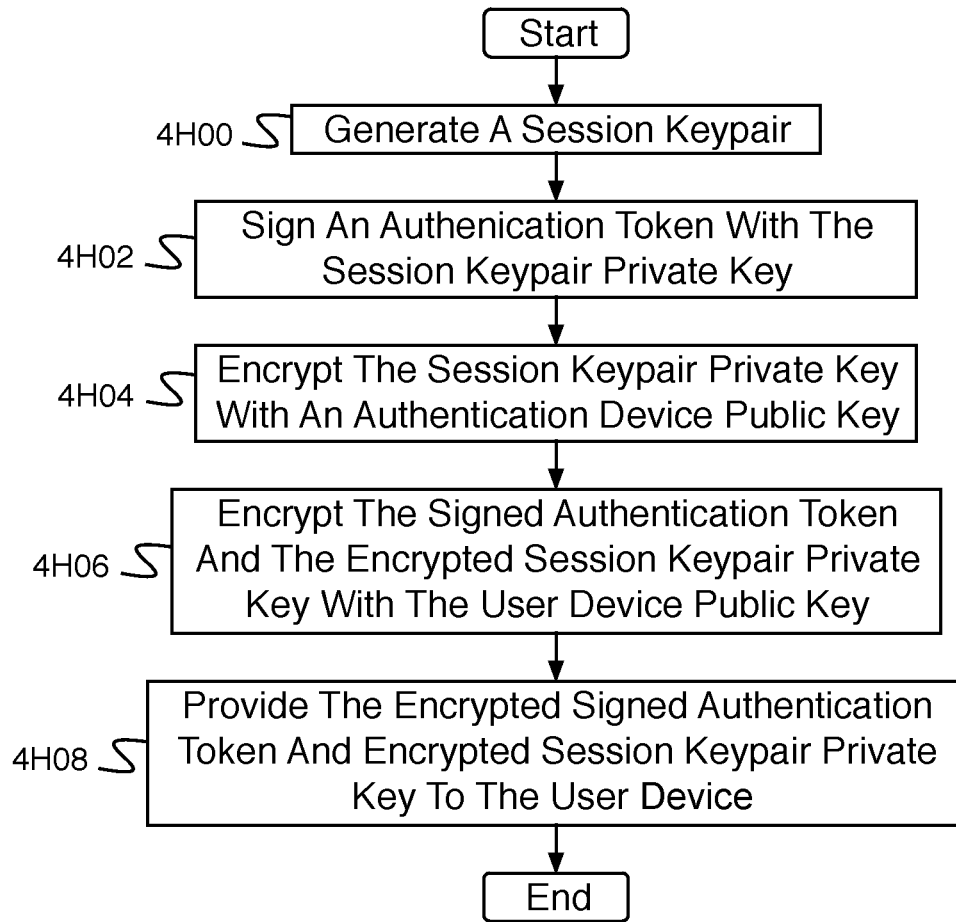 Start
4H00
Generate A Session Keypair
4H02
Sign An Authenication Token With The
Session Keypair Private Key
4H04
Encrypt The Session Keypair Private Key
With An Authentication Device Public Key
4H06
Encrypt The Signed Authentication Token
And The Encrypted Session Keypair Private
Key With The User Device Public Key
4H08
Provide The Encrypted Signed Authentication
Token And Encrypted Session Keypair Private
Key To The User Device
End